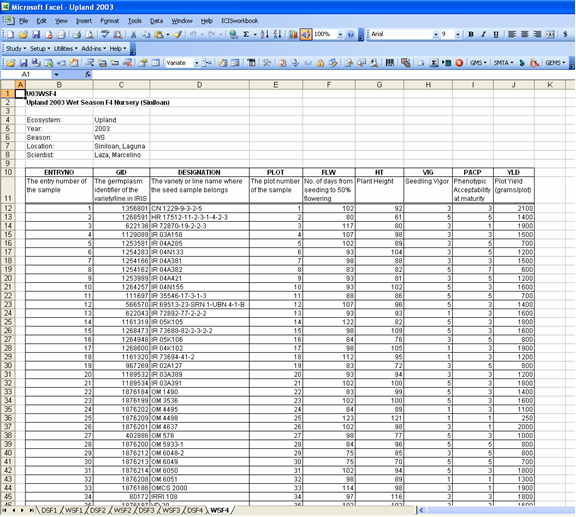 Microsoft Excel - Upland 2003
File Edit View Insert Format Tools Data Window Help ICISworkbook
100% Arial 9 B I U
Study Setup Utilities Add-ins Help
Variate GMS SMTA GEMS
A1 fx
A B C D E F G H I J K
1 U03WSF4
2 Upland 2003 Wet Season F4 Nursery (Siniloan)
3
4 Ecosystem: Upland
5 Year: 2003
6 Season: WS
7 Location: Siniloan, Laguna
8 Scientist: Laza, Marcelino
9
10 ENTRYNO GID DESIGNATION PLOT FLW HT VIG PACP YLD
11 The entry number of the sample The germplasm identifier of the variety/line in IRIS The variety or line name where the seed sample belongs The plot number of the sample No. of days from seeding to 50% flowering Plant Height Seedling Vigor Phenotypic Acceptability at maturity Plot Yield (grams/plot)
12 1 1356801 CN 1229-9-3-2-5 1 102 92 3 3 2100
13 2 1268591 HR 17512-11-2-3-1-4-2-3 2 80 61 5 5 1400
14 3 622136 IR 72870-19-2-2-3 3 117 80 3 1 1900
15 4 1129089 IR 03A158 4 107 98 3 3 1500
16 5 1253581 IR 04A285 5 102 89 3 5 700
17 6 1254283 IR 04N133 6 93 104 3 5 1200
18 7 1254166 IR 04A381 7 98 88 3 3 1500
19 8 1254162 IR 04A382 8 83 82 5 7 600
20 9 1253989 IR 04A421 9 93 81 3 5 1200
21 10 1264257 IR 04N155 10 93 102 3 5 1600
22 11 111697 IR 35546-17-3-1-3 11 88 86 5 5 700
23 12 566570 IR 69513-23-SRN 1-UBN 4-1-B 12 107 96 5 3 1400
24 13 622043 IR 72892-77-2-2-2 13 93 93 1 3 1600
25 14 1161319 IR 05K105 14 122 82 5 3 1800
26 15 1268473 IR 73688-82-2-3-2-2 15 98 109 5 3 1600
27 16 1264948 IR 05K106 16 84 76 3 5 800
28 17 1268600 IR 04K102 17 98 105 1 3 1900
29 18 1161320 IR 73694-41-2 18 112 95 1 3 1200
30 19 967269 IR 02A127 19 83 72 3 5 800
31 20 1189532 IR 03A389 20 93 94 3 3 1200
32 21 1189534 IR 03A391 21 102 100 5 3 1800
33 22 1876184 OM 1490 22 83 99 5 3 1400
34 23 1876199 OM 3536 23 102 100 5 3 1600
35 24 1876202 OM 4495 24 84 89 1 3 1100
36 25 1876209 OM 4498 25 123 121 1 1 250
37 26 1876201 OM 4637 26 102 97 1 1 2000
38 27 402886 OM 576 27 98 77 3 3 1000
39 28 1876200 OM 5933-1 28 84 96 5 5 800
40 29 1876212 OM 6048-2 29 75 85 3 5 800
41 30 1876213 OM 6049 30 75 70 5 5 700
42 31 1876214 OM 6050 31 102 94 5 3 1800
43 32 1876208 OM 6051 32 98 89 1 1 1300
44 33 1876186 OMCS 2000 33 114 98 3 1 1900
45 34 80172 IRRI 108 34 97 116 3 3 1800
DSF1 WSF1 DSF2 WSF2 DSF3 WSF3 DSF4 WSF4